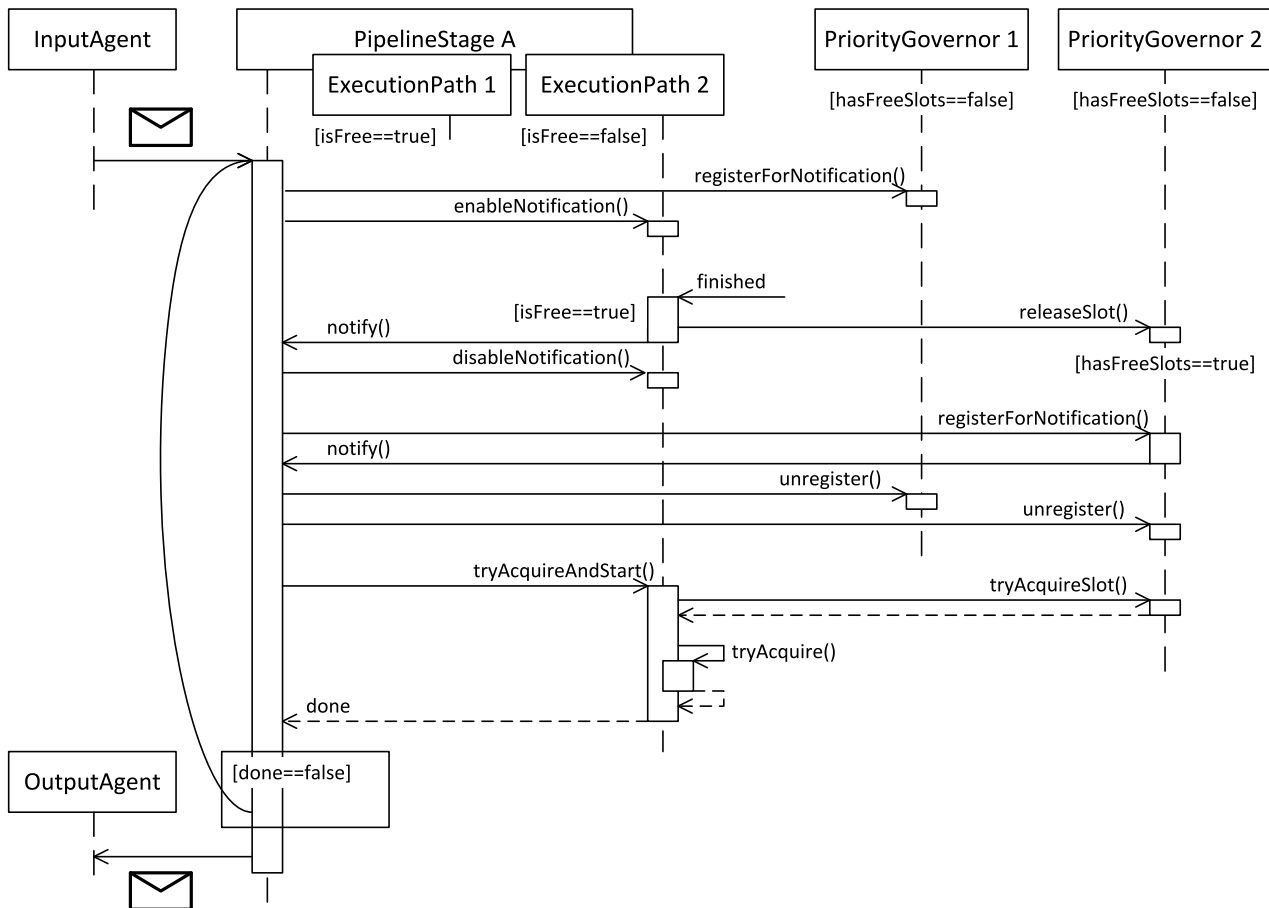 InputAgent
PipelineStage A
PriorityGovernor 1
PriorityGovernor 2
ExecutionPath 1
ExecutionPath 2
[hasFreeSlots==false]
[hasFreeSlots==false]
[isFree==true]
[isFree==false]
registerForNotification()
enableNotification()
finished
[isFree==true]
releaseSlot()
notify()
disableNotification()
[hasFreeSlots==true]
registerForNotification()
notify()
unregister()
unregister()
tryAcquireAndStart()
tryAcquireSlot()
tryAcquire()
done
[done==false]
OutputAgent